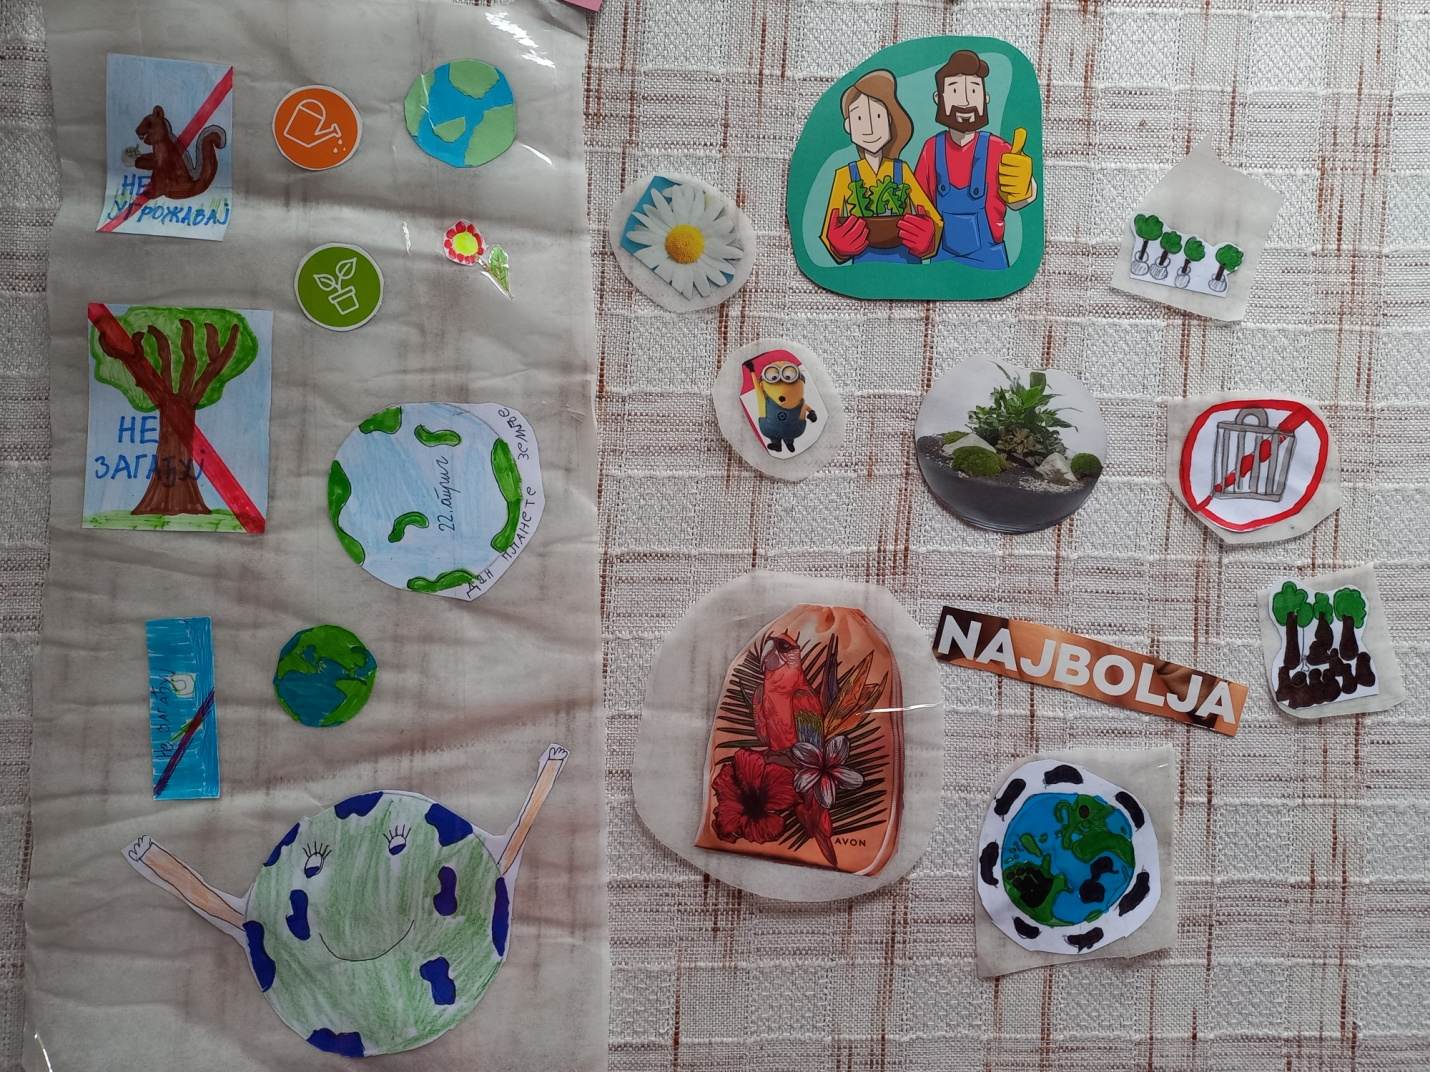 НЕ
УГРОЖАВАЈ
НЕ
ЗАГАЂУЈ
22. април
ДАН ПЛАНЕТЕ ЗЕМЉЕ
Не загађуј
NAJBOLJA
AVON